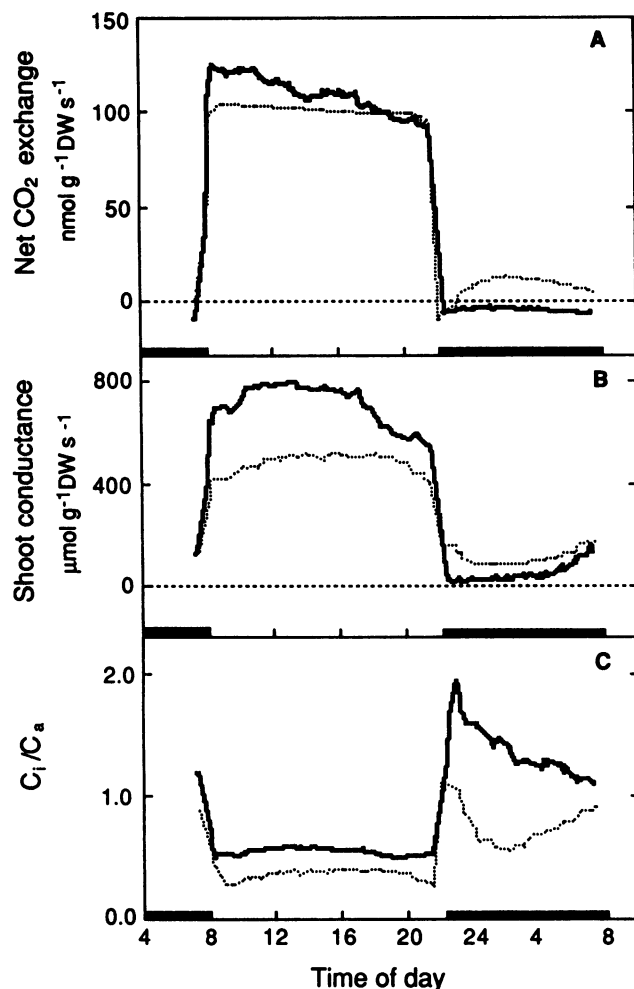 A
Net CO2 exchange
nmol g-1DW s-1
150
100
50
0
B
Shoot conductance
µmol g-1DW s-1
800
400
0
C
Ci/Ca
2.0
1.0
0.0
4 8 12 16 20 24 4 8
Time of day